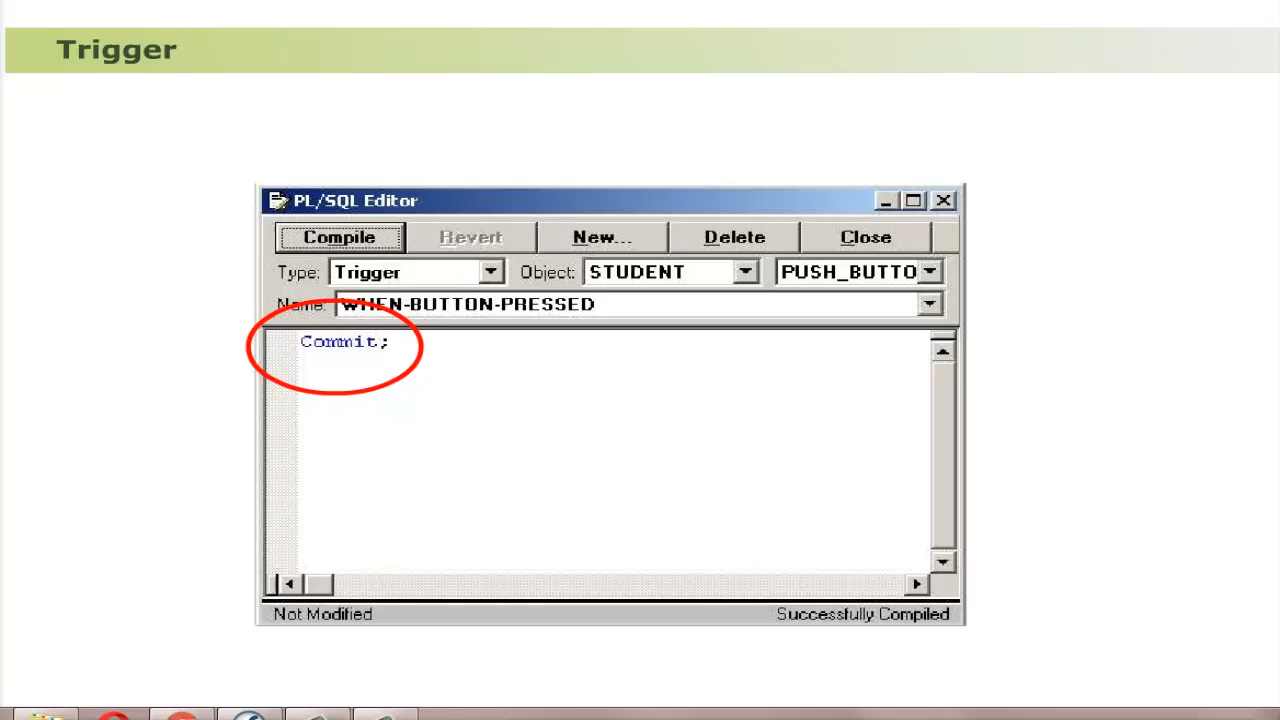 Trigger
PL/SQL Editor
Compile Revert New... Delete Close
Type: Trigger Object: STUDENT PUSH_BUTTO
Name: WHEN-BUTTON-PRESSED
Commit;
Not Modified Successfully Compiled